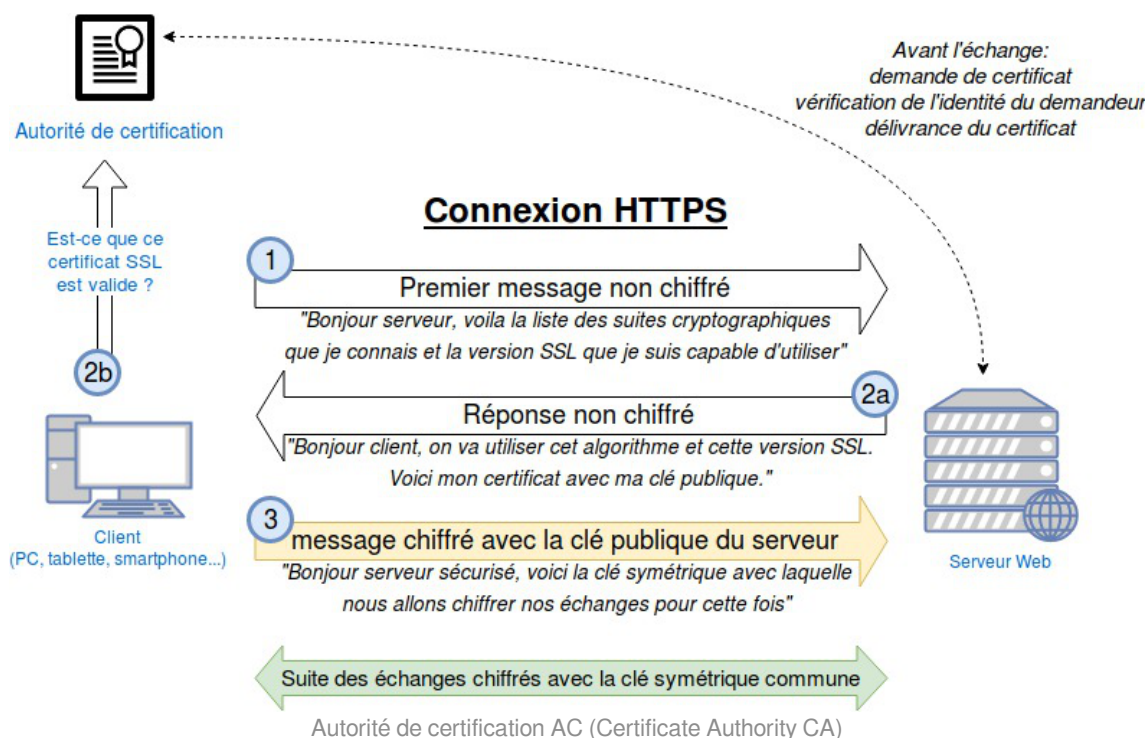 Avant l'échange:
demande de certificat
vérification de l'identité du demandeur
délivrance du certificat
Autorité de certification
Est-ce que ce
certificat SSL
est valide ?
2b
Connexion HTTPS
1
Premier message non chiffré
"Bonjour serveur, voila la liste des suites cryptographiques
que je connais et la version SSL que je suis capable d'utiliser"
2a
Réponse non chiffré
"Bonjour client, on va utiliser cet algorithme et cette version SSL.
Voici mon certificat avec ma clé publique."
3
message chiffré avec la clé publique du serveur
"Bonjour serveur sécurisé, voici la clé symétrique avec laquelle
nous allons chiffrer nos échanges pour cette fois"
Client
(PC, tablette, smartphone...)
Serveur Web
Suite des échanges chiffrés avec la clé symétrique commune
Autorité de certification AC (Certificate Authority CA)